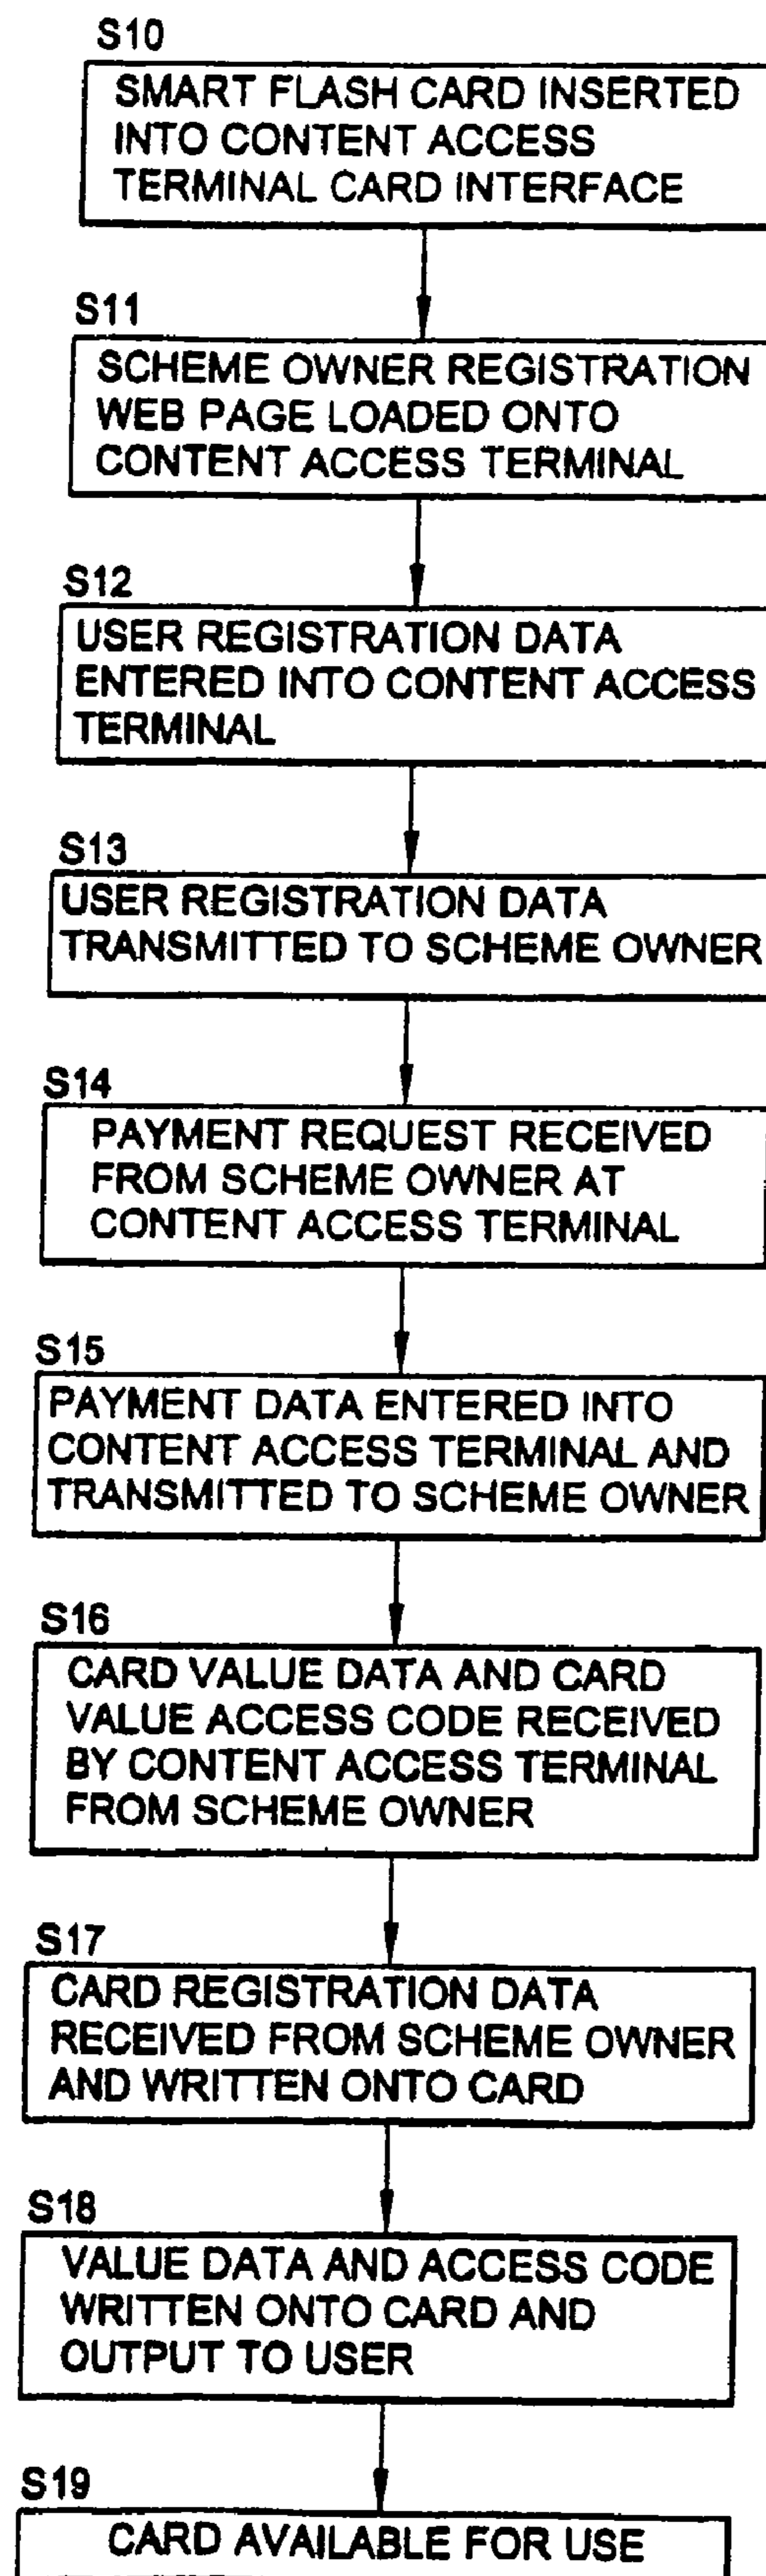 S10
SMART FLASH CARD INSERTED
INTO CONTENT ACCESS
TERMINAL CARD INTERFACE
S11
SCHEME OWNER REGISTRATION
WEB PAGE LOADED ONTO
CONTENT ACCESS TERMINAL
S12
USER REGISTRATION DATA
ENTERED INTO CONTENT ACCESS
TERMINAL
S13
USER REGISTRATION DATA
TRANSMITTED TO SCHEME OWNER
S14
PAYMENT REQUEST RECEIVED
FROM SCHEME OWNER AT
CONTENT ACCESS TERMINAL
S15
PAYMENT DATA ENTERED INTO
CONTENT ACCESS TERMINAL AND
TRANSMITTED TO SCHEME OWNER
S16
CARD VALUE DATA AND CARD
VALUE ACCESS CODE RECEIVED
BY CONTENT ACCESS TERMINAL
FROM SCHEME OWNER
S17
CARD REGISTRATION DATA
RECEIVED FROM SCHEME OWNER
AND WRITTEN ONTO CARD
S18
VALUE DATA AND ACCESS CODE
WRITTEN ONTO CARD AND
OUTPUT TO USER
S19
CARD AVAILABLE FOR USE